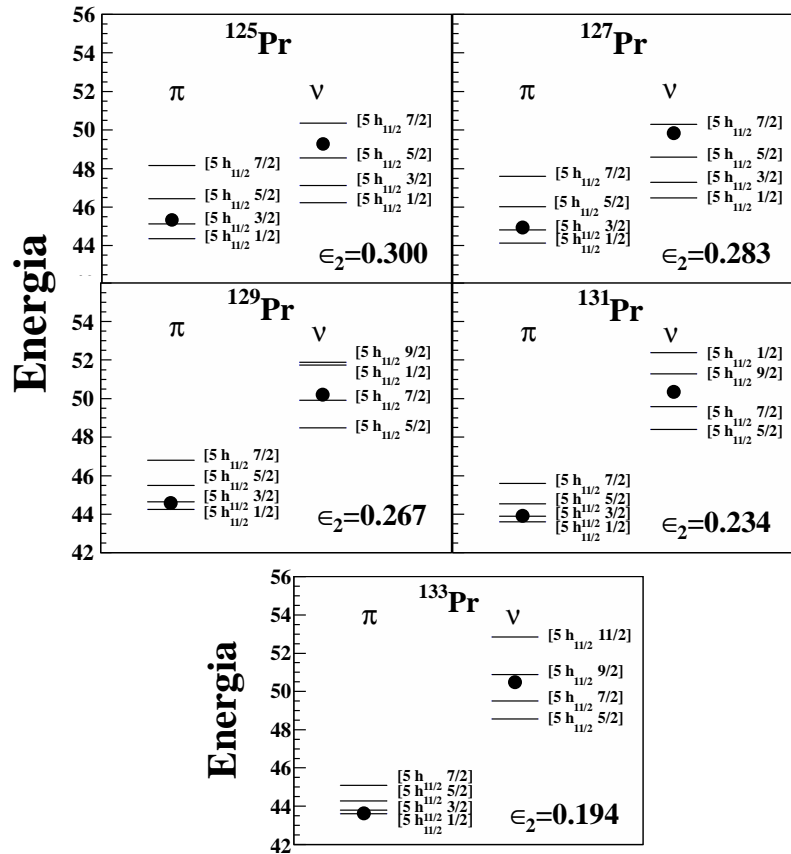 56
54
52
50
48
46
44
¹²⁵Pr
π
ν
[5 h11/2 7/2]
[5 h11/2 5/2]
[5 h11/2 3/2]
[5 h11/2 1/2]
[5 h11/2 7/2]
[5 h11/2 5/2]
[5 h11/2 3/2]
[5 h11/2 1/2]
∈₂=0.300
¹²⁷Pr
π
ν
[5 h11/2 7/2]
[5 h11/2 5/2]
[5 h11/2 3/2]
[5 h11/2 1/2]
[5 h11/2 7/2]
[5 h11/2 5/2]
[5 h11/2 3/2]
[5 h11/2 1/2]
∈₂=0.283
Energia
54
52
50
48
46
44
42
¹²⁹Pr
π
ν
[5 h11/2 9/2]
[5 h11/2 1/2]
[5 h11/2 7/2]
[5 h11/2 5/2]
[5 h11/2 7/2]
[5 h11/2 5/2]
[5 h11/2 3/2]
[5 h11/2 1/2]
∈₂=0.267
¹³¹Pr
π
ν
[5 h11/2 1/2]
[5 h11/2 9/2]
[5 h11/2 7/2]
[5 h11/2 5/2]
[5 h11/2 7/2]
[5 h11/2 5/2]
[5 h11/2 3/2]
[5 h11/2 1/2]
∈₂=0.234
Energia
56
54
52
50
48
46
44
42
¹³³Pr
π
ν
[5 h11/2 11/2]
[5 h11/2 9/2]
[5 h11/2 7/2]
[5 h11/2 5/2]
[5 h11/2 7/2]
[5 h11/2 5/2]
[5 h11/2 3/2]
[5 h11/2 1/2]
∈₂=0.194